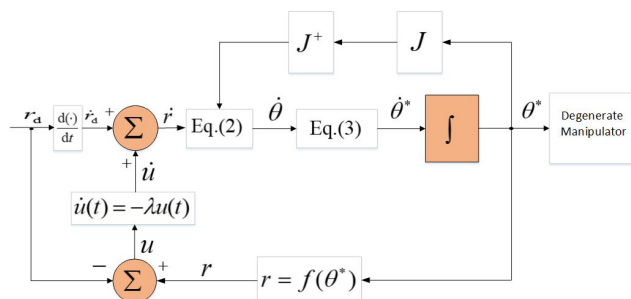 J⁺
J
r_d
d(·)/dt
ṙ_d
+
Σ
ṙ
Eq.(2)
θ̇
Eq.(3)
θ̇*
∫
θ*
Degenerate
Manipulator
+
u̇
u̇(t) = −λu(t)
u
−
Σ
+
r
r = f(θ*)